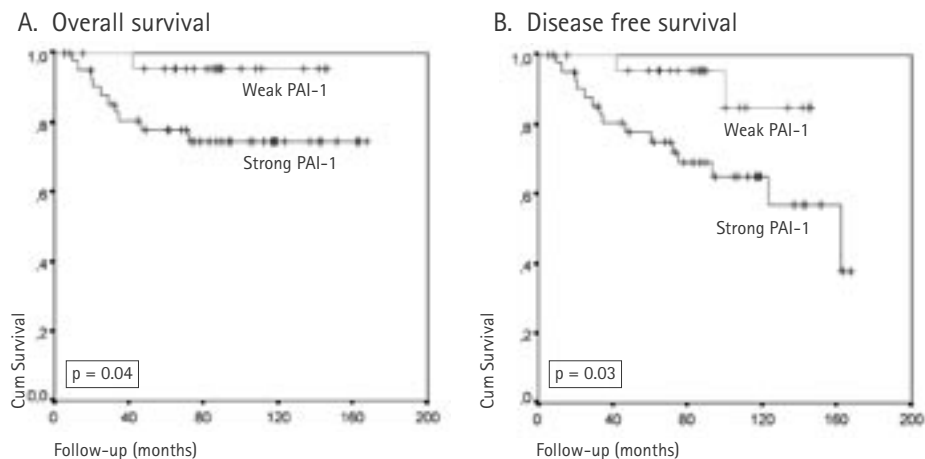 A. Overall survival
1,0
,8
,6
,4
,2
0,0
Cum Survival
Weak PAI-1
Strong PAI-1
p = 0.04
0 40 80 120 160 200
Follow-up (months)
B. Disease free survival
1,0
,8
,6
,4
,2
0,0
Cum Survival
Weak PAI-1
Strong PAI-1
p = 0.03
0 40 80 120 160 200
Follow-up (months)